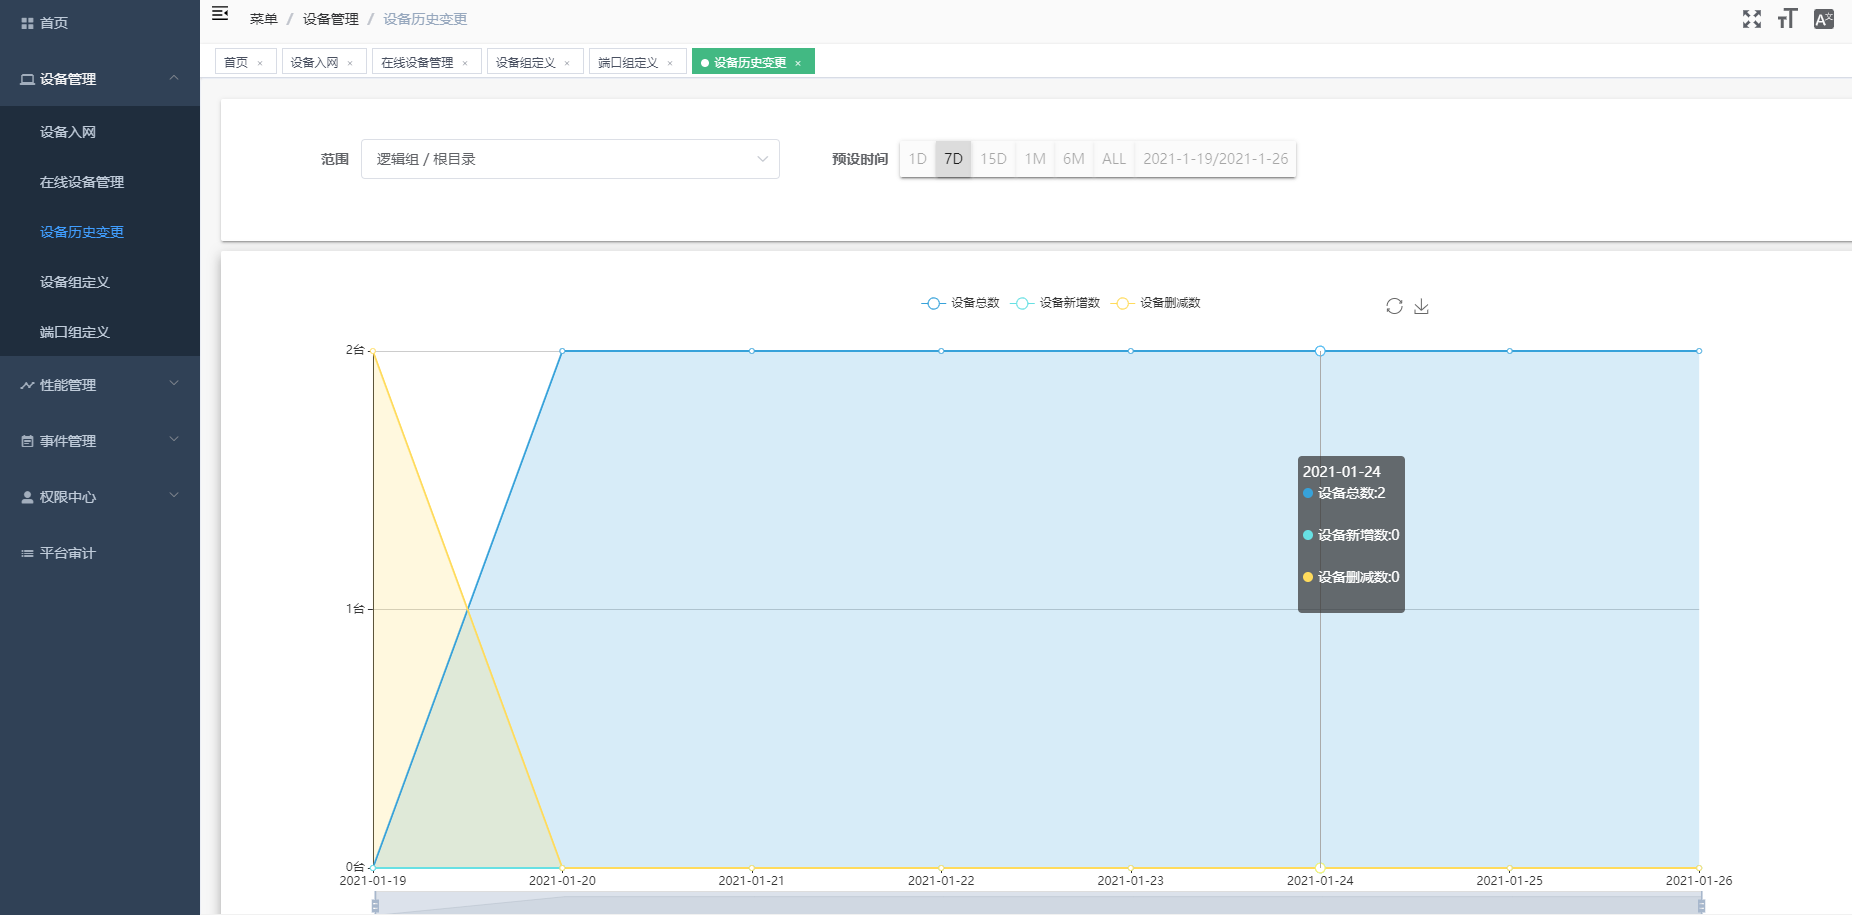 首页
设备管理
设备入网
在线设备管理
设备历史变更
设备组定义
端口组定义
性能管理
事件管理
权限中心
平台审计
菜单 / 设备管理 / 设备历史变更
首页 × 设备入网 × 在线设备管理 × 设备组定义 × 端口组定义 × 设备历史变更 ×
范围 逻辑组 / 根目录 预设时间 1D 7D 15D 1M 6M ALL 2021-1-19/2021-1-26
设备总数 设备新增数 设备删减数
2台
1台
0台
2021-01-24
设备总数:2
设备新增数:0
设备删减数:0
2021-01-19 2021-01-20 2021-01-21 2021-01-22 2021-01-23 2021-01-24 2021-01-25 2021-01-26